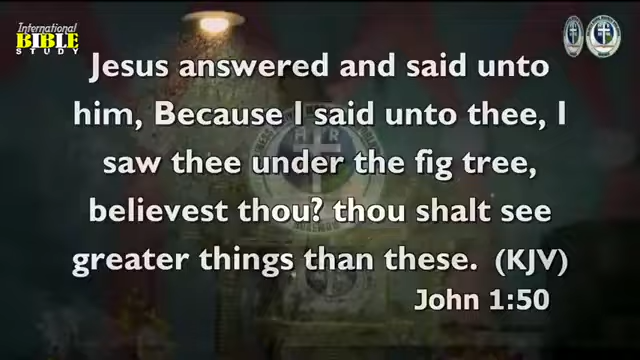 International
BIBLE
STUDY
Jesus answered and said unto
him, Because I said unto thee, I
saw thee under the fig tree,
believest thou? thou shalt see
greater things than these. (KJV)
John 1:50